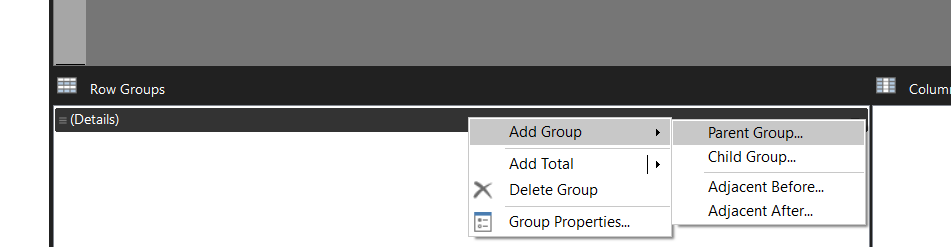 Row Groups
Colum
(Details)
Add Group
Add Total
Delete Group
Group Properties...
Parent Group...
Child Group...
Adjacent Before...
Adjacent After...